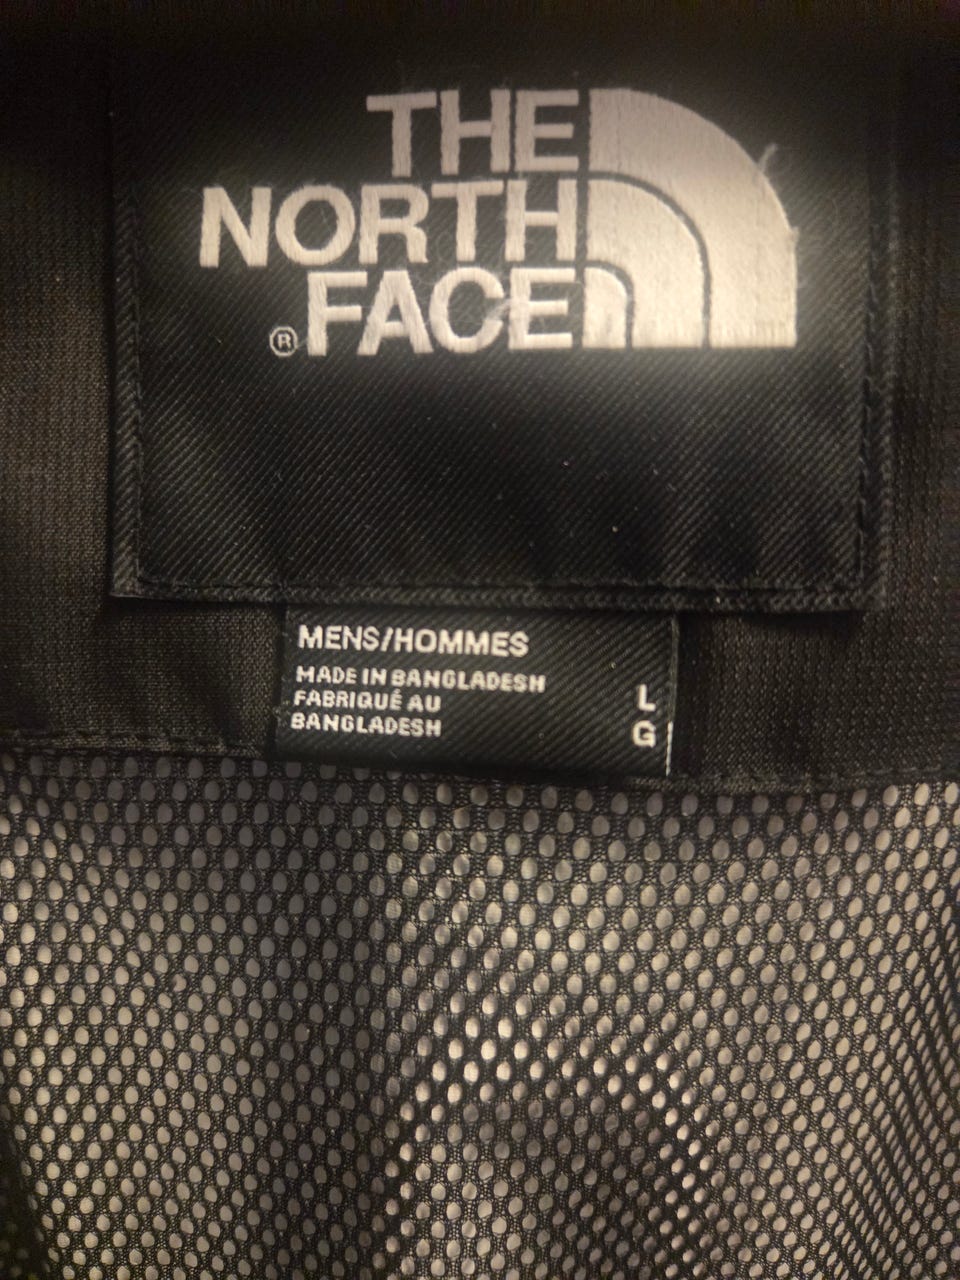 THE
NORTH
FACE
®
MENS/HOMMES
MADE IN BANGLADESH
FABRIQUÉ AU
BANGLADESH
L
G